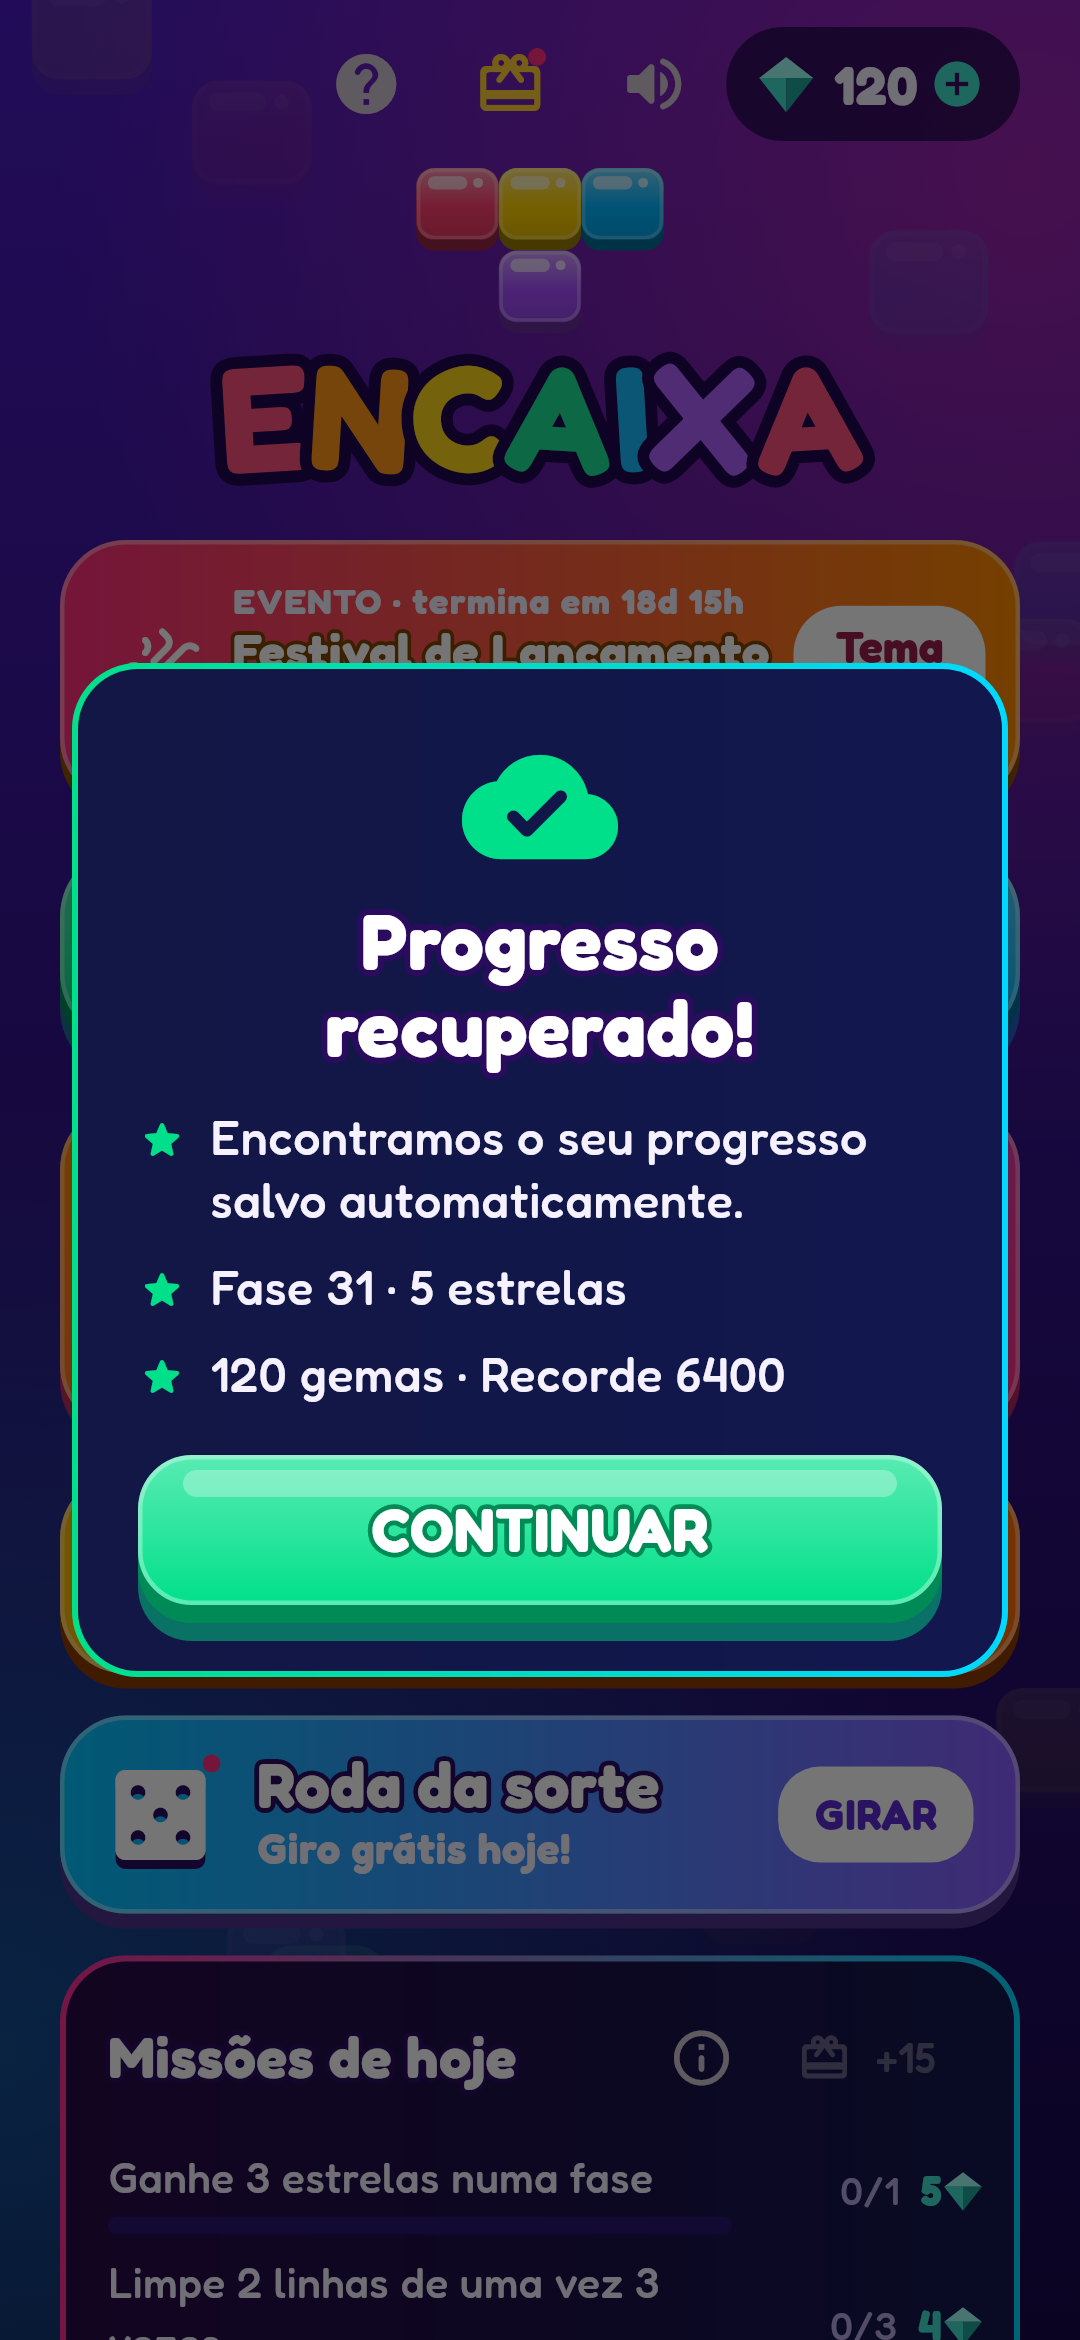 120
ENCAIXA
EVENTO · termina em 18d 15h
Festival de Lançamento
Tema
Progresso
recuperado!
Encontramos o seu progresso
salvo automaticamente.
Fase 31 · 5 estrelas
120 gemas · Recorde 6400
CONTINUAR
Roda da sorte
Giro grátis hoje!
GIRAR
Missões de hoje
+15
Ganhe 3 estrelas numa fase
0/1 5
Limpe 2 linhas de uma vez 3
0/3 4